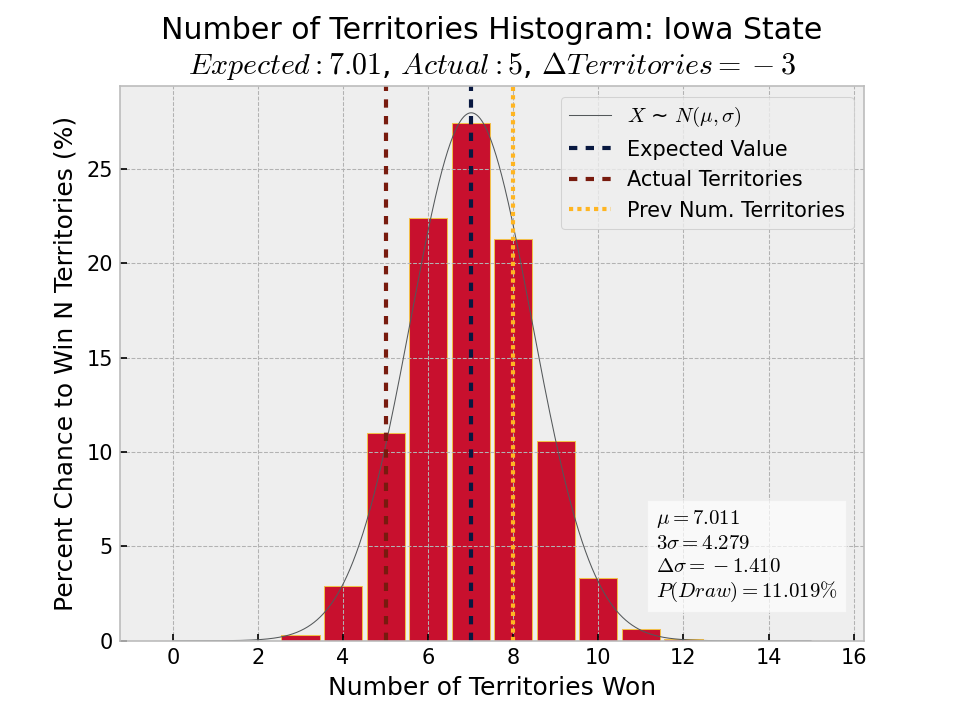 Number of Territories Histogram: Iowa State
Expected : 7.01, Actual : 5, ΔTerritories = −3
Percent Chance to Win N Territories (%)
25
20
15
10
5
0
X ~ N(μ, σ)
Expected Value
Actual Territories
Prev Num. Territories
μ = 7.011
3σ = 4.279
Δσ = −1.410
P(Draw) = 11.019%
0 2 4 6 8 10 12 14 16
Number of Territories Won